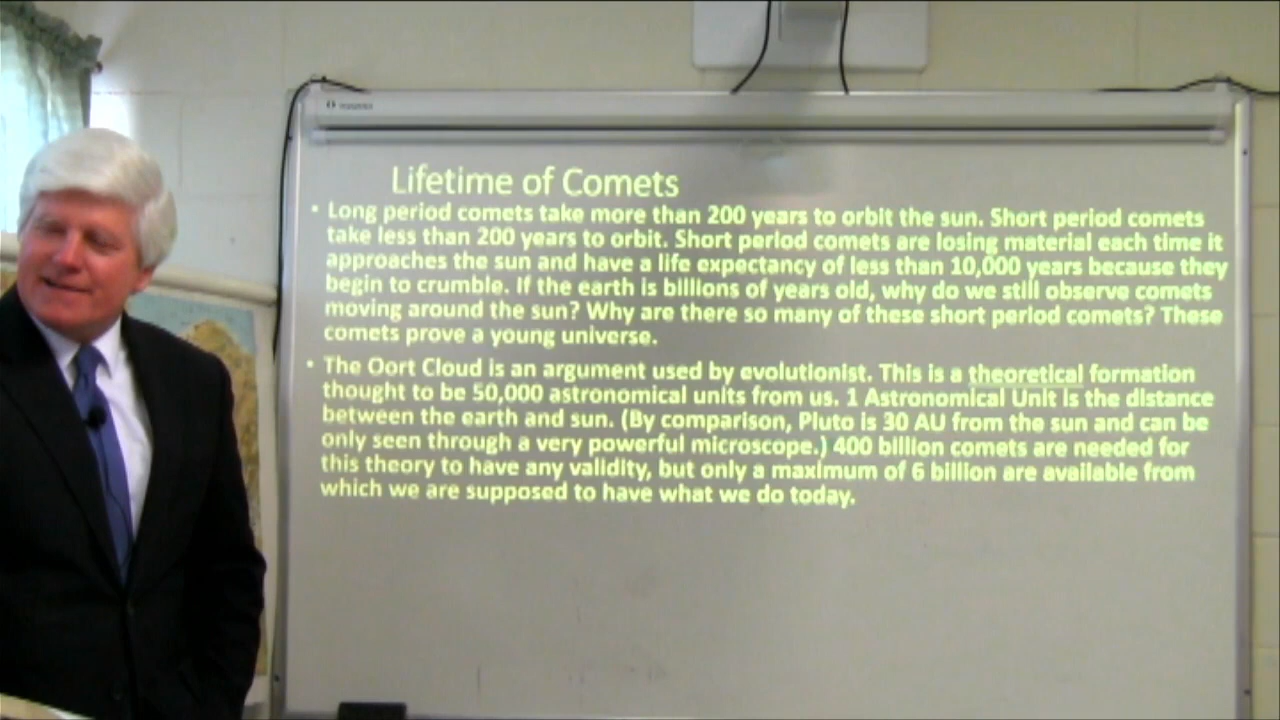 Lifetime of Comets
• Long period comets take more than 200 years to orbit the sun. Short period comets
take less than 200 years to orbit. Short period comets are losing material each time it
approaches the sun and have a life expectancy of less than 10,000 years because they
begin to crumble. If the earth is billions of years old, why do we still observe comets
moving around the sun? Why are there so many of these short period comets? These
comets prove a young universe.
• The Oort Cloud is an argument used by evolutionist. This is a theoretical formation
thought to be 50,000 astronomical units from us. 1 Astronomical Unit is the distance
between the earth and sun. (By comparison, Pluto is 30 AU from the sun and can be
only seen through a very powerful microscope.) 400 billion comets are needed for
this theory to have any validity, but only a maximum of 6 billion are available from
which we are supposed to have what we do today.